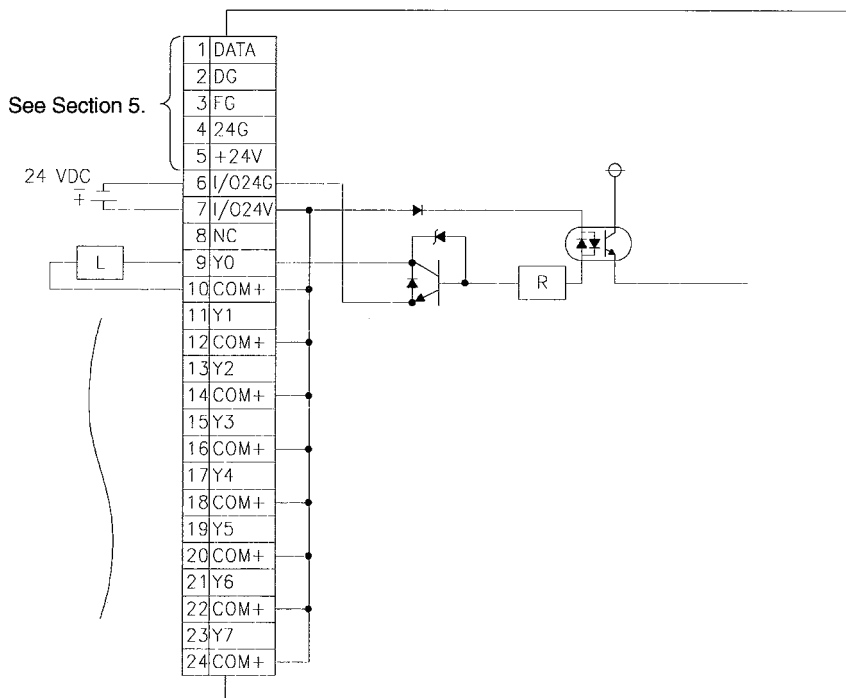 1 DATA
2 DG
See Section 5.
3 FG
4 24G
5 +24V
24 VDC
6 I/O24G
7 I/O24V
8 NC
L
9 Y0
R
10 COM+
11 Y1
12 COM+
13 Y2
14 COM+
15 Y3
16 COM+
17 Y4
18 COM+
19 Y5
20 COM+
21 Y6
22 COM+
23 Y7
24 COM+